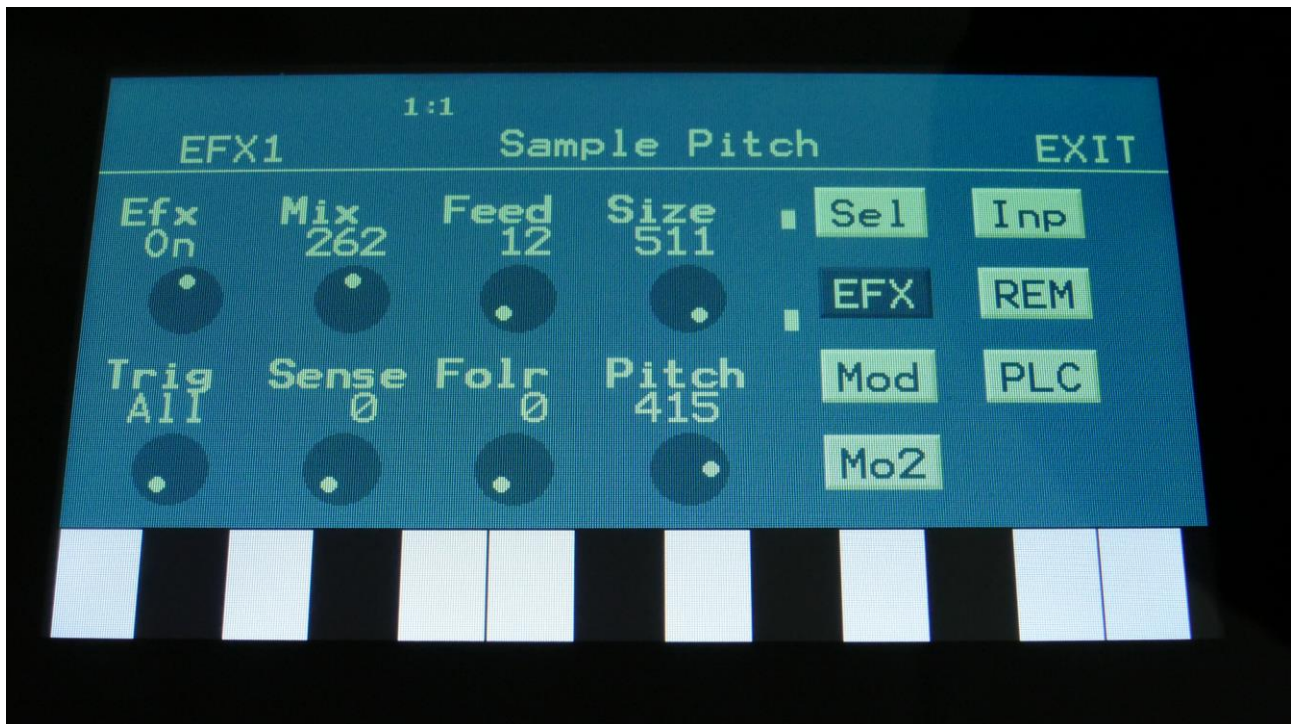 1:1
EFX1 Sample Pitch EXIT
Efx Mix Feed Size Sel Inp
On 262 12 511
EFX REM
Trig Sense Folr Pitch Mod PLC
All 0 0 415
Mo2